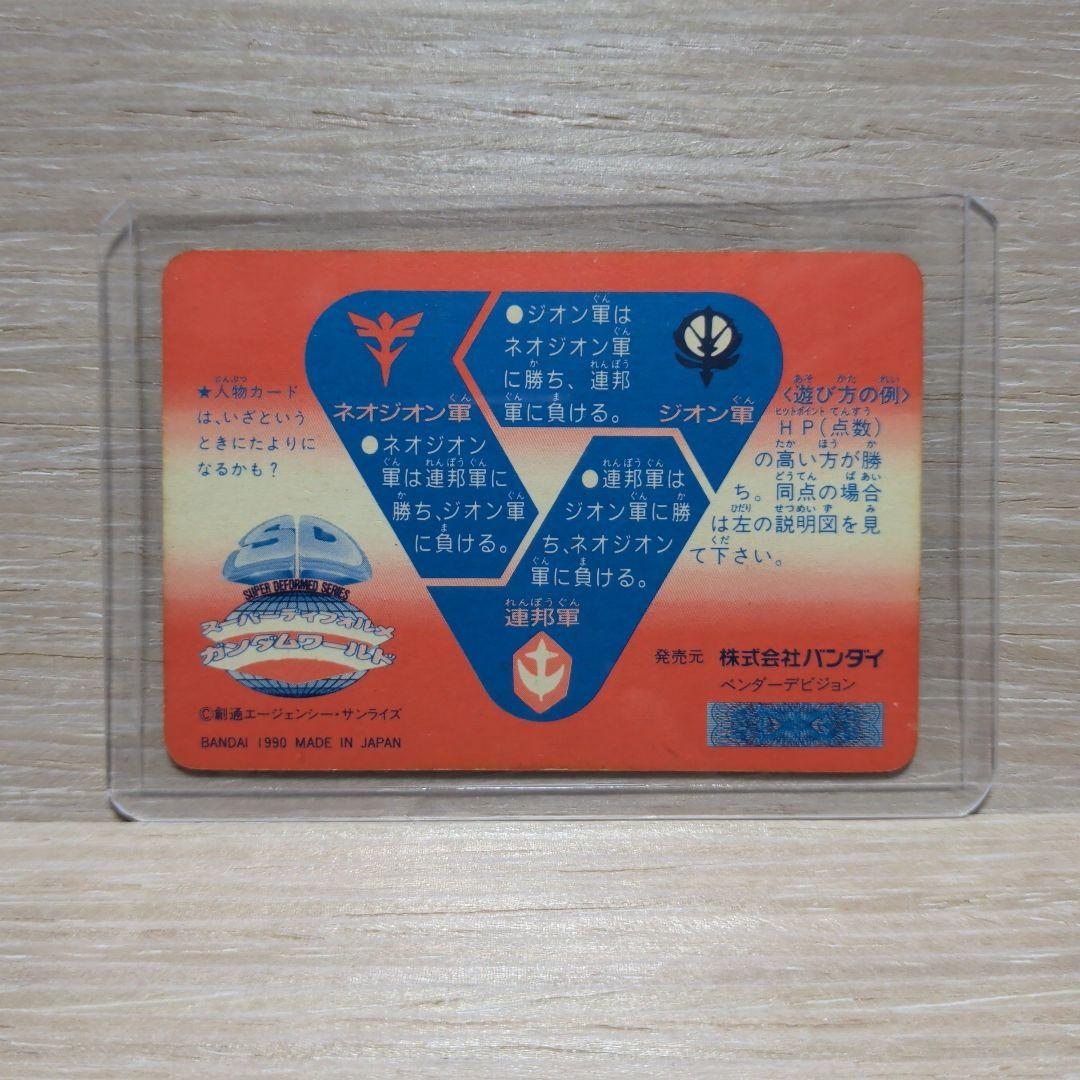 ★人物カード
は、いざという
ときにたよりに
なるかも?
ネオジオン軍
●ネオジオン
軍は連邦軍に
勝ち、ジオン軍
に負ける。
●ジオン軍は
ネオジオン軍
に勝ち、連邦
軍に負ける。
ジオン軍
●連邦軍は
ジオン軍に勝
ち、ネオジオン
軍に負ける。
連邦軍
〈遊び方の例〉
HP(点数)
の高い方が勝
ち。同点の場合
は左の説明図を見
て下さい。
SD
SUPER DEFORMED SERIES
スーパーディフォルメ
ガンダムワールド
©創通エージェンシー・サンライズ
BANDAI 1990 MADE IN JAPAN
発売元 株式会社バンダイ
ベンダーデビジョン